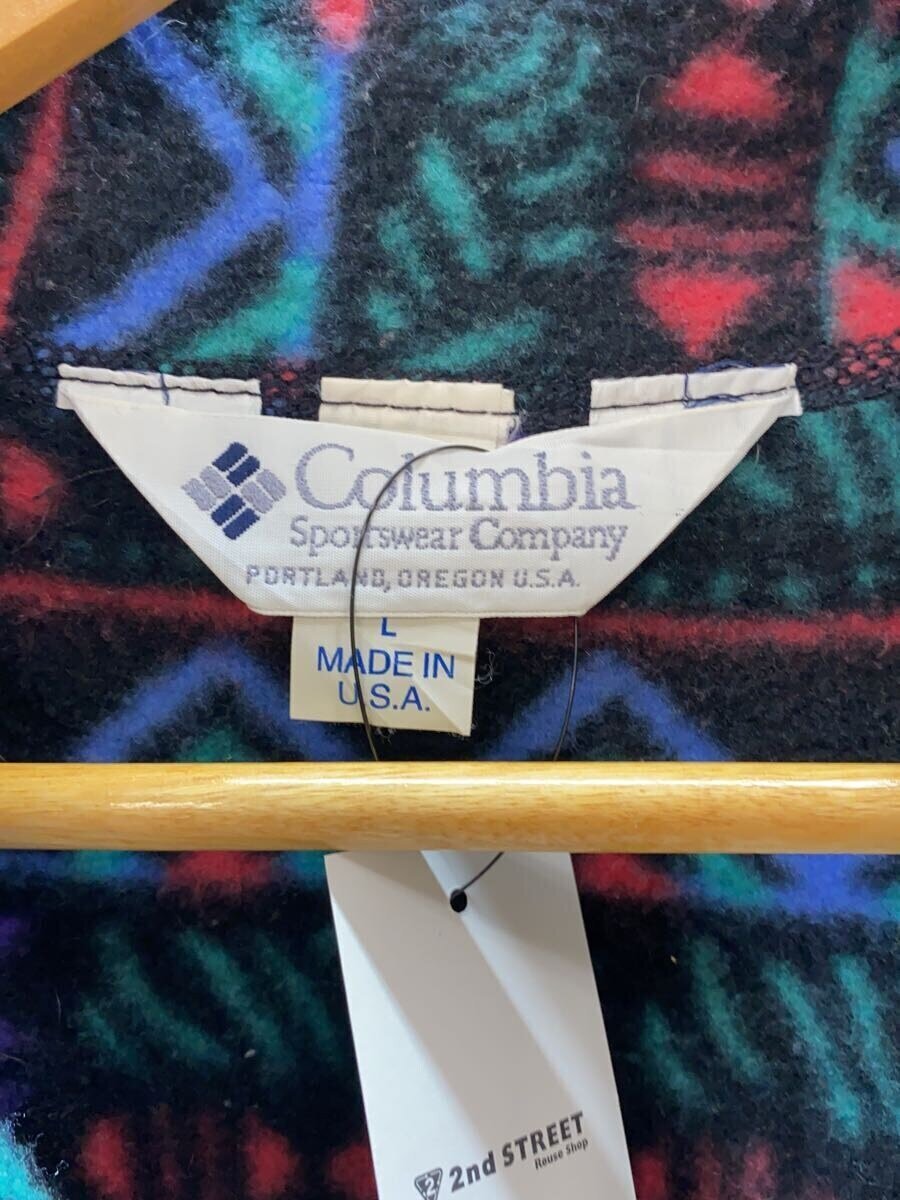 Columbia
Sportswear Company
PORTLAND, OREGON U.S.A.
L
MADE IN
U.S.A.
2nd STREET
Reuse Shop